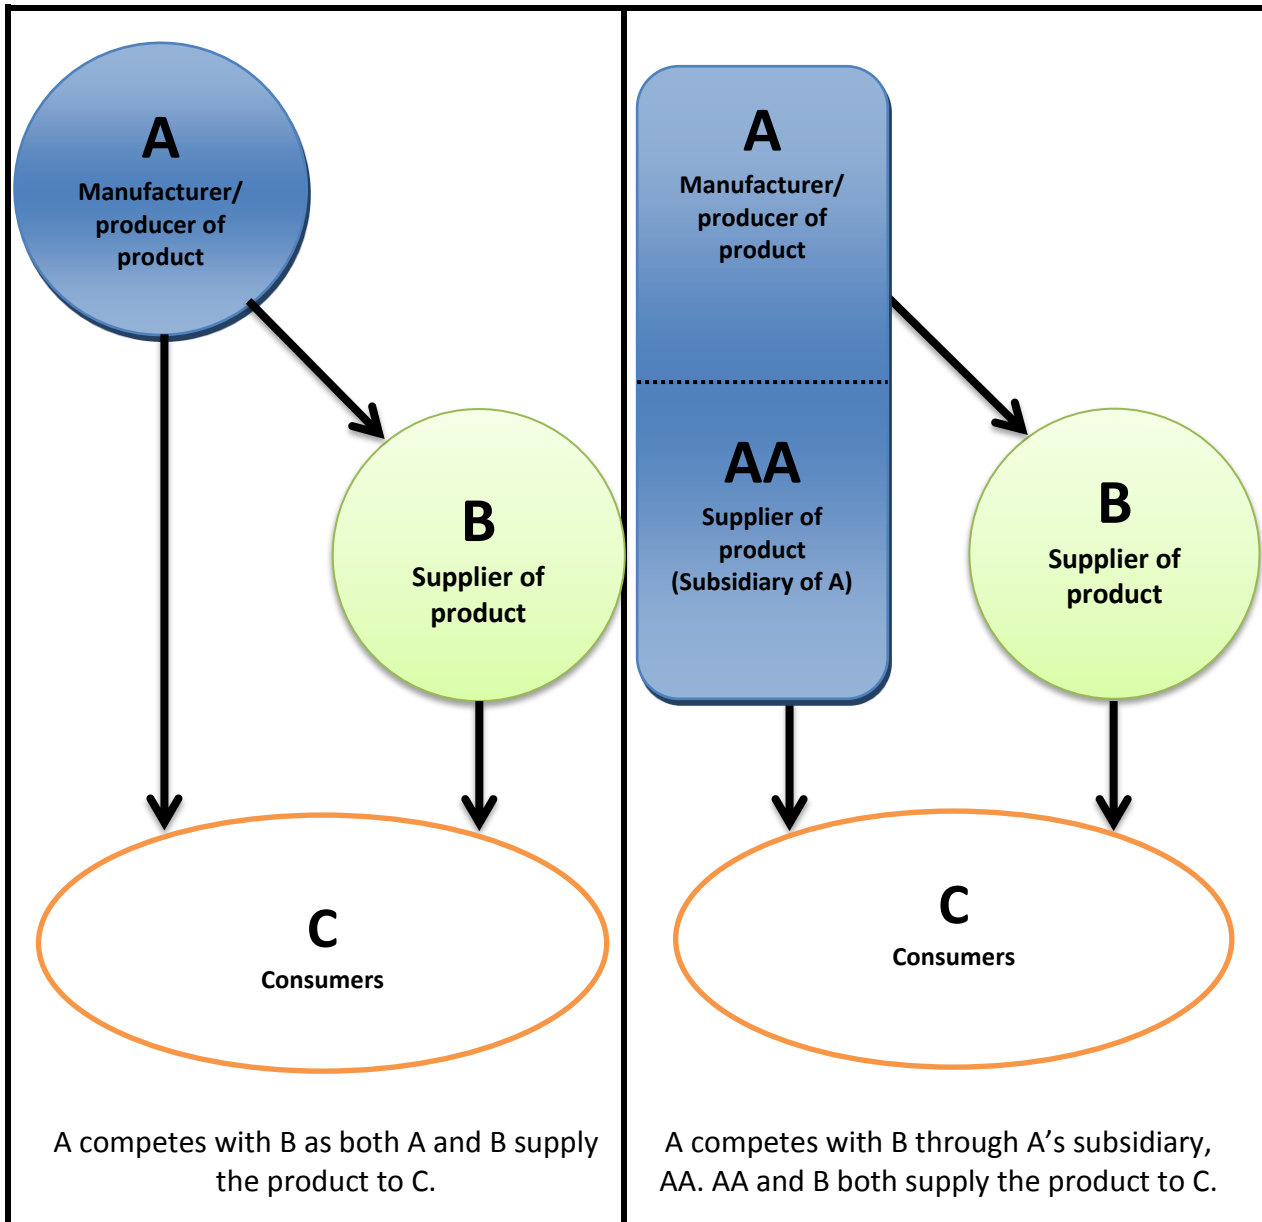 A
Manufacturer/
producer of
product
B
Supplier of
product
C
Consumers
A competes with B as both A and B supply
the product to C.
A
Manufacturer/
producer of
product
AA
Supplier of
product
(Subsidiary of A)
B
Supplier of
product
C
Consumers
A competes with B through A’s subsidiary,
AA. AA and B both supply the product to C.